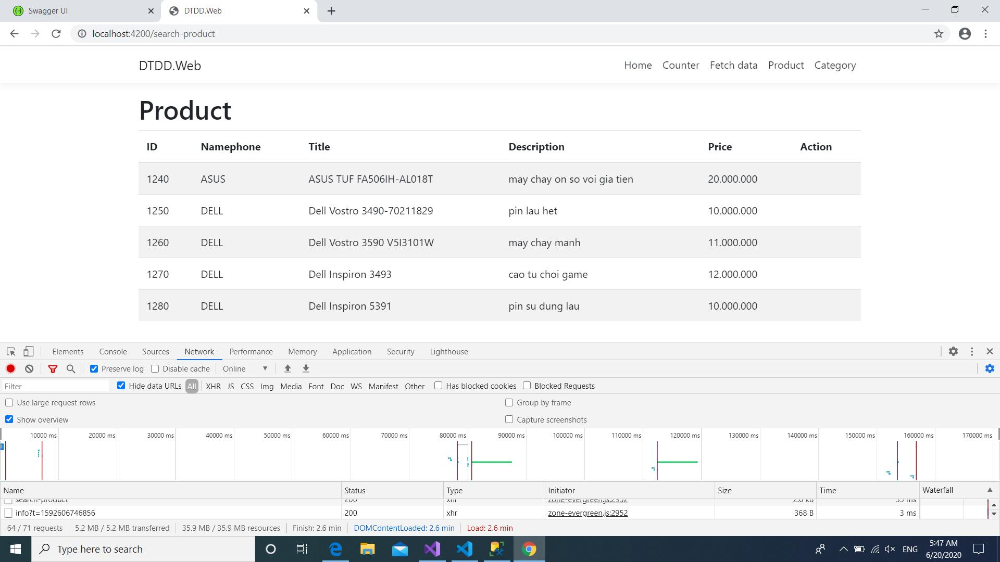 Swagger UI
DTDD.Web
localhost:4200/search-product
DTDD.Web
Home Counter Fetch data Product Category
Product
ID Namephone Title Description Price Action
1240 ASUS ASUS TUF FA506IH-AL018T may chay on so voi gia tien 20.000.000
1250 DELL Dell Vostro 3490-70211829 pin lau het 10.000.000
1260 DELL Dell Vostro 3590 V5I3101W may chay manh 11.000.000
1270 DELL Dell Inspiron 3493 cao tu choi game 12.000.000
1280 DELL Dell Inspiron 5391 pin su dung lau 10.000.000
Elements Console Sources Network Performance Memory Application Security Lighthouse
Preserve log Disable cache Online
Filter Hide data URLs All XHR JS CSS Img Media Font Doc WS Manifest Other Has blocked cookies Blocked Requests
Use large request rows Group by frame
Show overview Capture screenshots
10000 ms 20000 ms 30000 ms 40000 ms 50000 ms 60000 ms 70000 ms 80000 ms 90000 ms 100000 ms 110000 ms 120000 ms 130000 ms 140000 ms 150000 ms 160000 ms 170000 ms
Name Status Type Initiator Size Time Waterfall
search-product 200 xhr zone-evergreen.js:2952 2.6 kB 35 ms
info?t=1592606746856 200 xhr zone-evergreen.js:2952 368 B 3 ms
64 / 71 requests 5.2 MB / 5.2 MB transferred 35.9 MB / 35.9 MB resources Finish: 2.6 min DOMContentLoaded: 2.6 min Load: 2.6 min
Type here to search
ENG
5:47 AM
6/20/2020